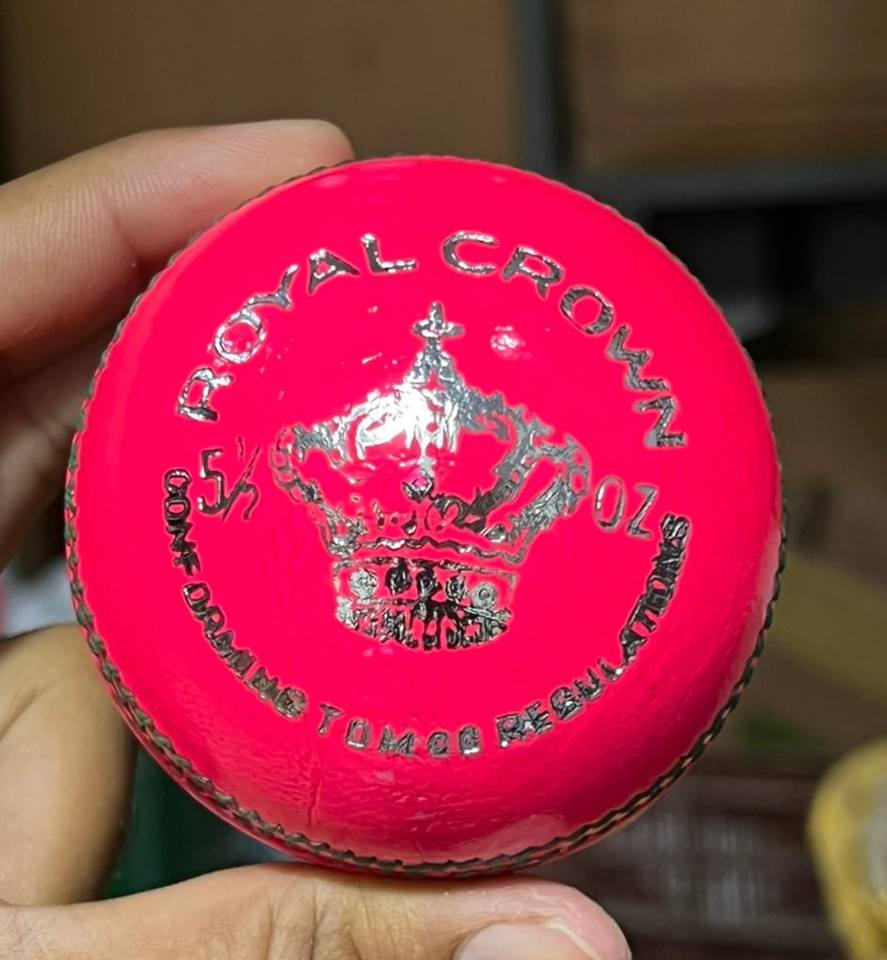 ROYAL CROWN
5½ OZ
CONFORMING TO MCC REGULATIONS